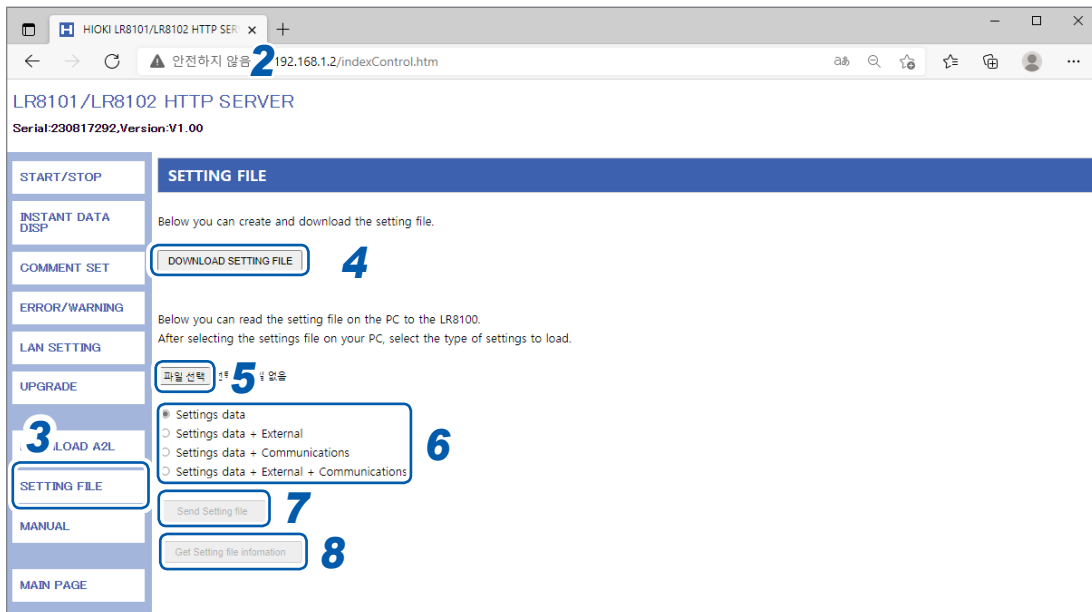 HIOKI LR8101/LR8102 HTTP SER
안전하지 않음
2
192.168.1.2/indexControl.htm
LR8101/LR8102 HTTP SERVER
Serial:230817292,Version:V1.00
START/STOP
INSTANT DATA
DISP
COMMENT SET
ERROR/WARNING
LAN SETTING
UPGRADE
3
LOAD A2L
SETTING FILE
MANUAL
MAIN PAGE
SETTING FILE
Below you can create and download the setting file.
DOWNLOAD SETTING FILE
4
Below you can read the setting file on the PC to the LR8100.
After selecting the settings file on your PC, select the type of settings to load.
파일 선택
5
없음
Settings data
Settings data + External
Settings data + Communications
Settings data + External + Communications
6
Send Setting file
7
Get Setting file infomation
8